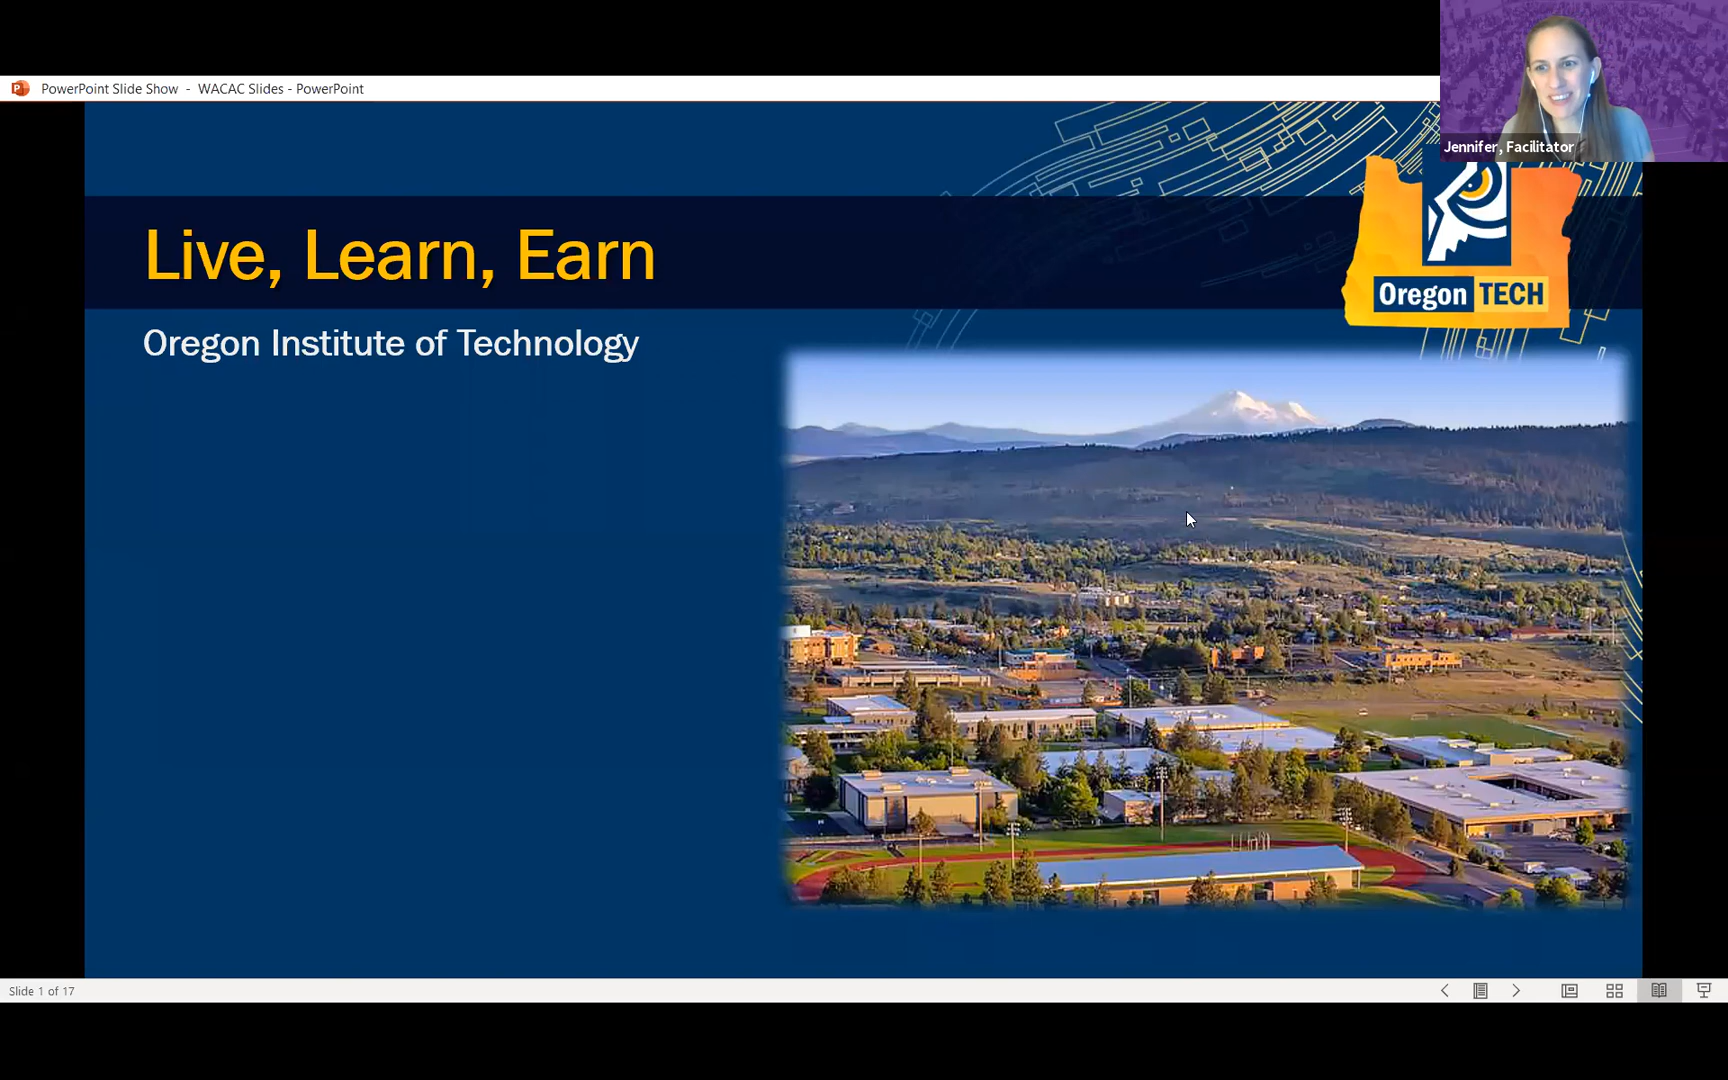 PowerPoint Slide Show - WACAC Slides - PowerPoint
Jennifer, Facilitator
Live, Learn, Earn
Oregon TECH
Oregon Institute of Technology
Slide 1 of 17